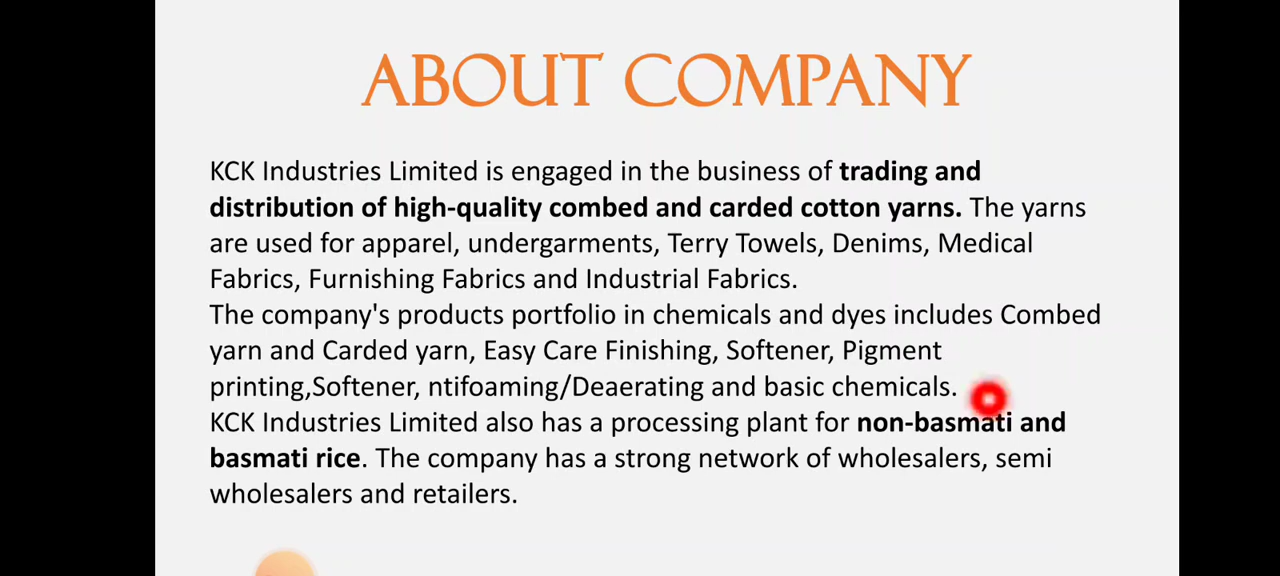 ABOUT COMPANY
KCK Industries Limited is engaged in the business of trading and
distribution of high-quality combed and carded cotton yarns. The yarns
are used for apparel, undergarments, Terry Towels, Denims, Medical
Fabrics, Furnishing Fabrics and Industrial Fabrics.
The company's products portfolio in chemicals and dyes includes Combed
yarn and Carded yarn, Easy Care Finishing, Softener, Pigment
printing,Softener, ntifoaming/Deaerating and basic chemicals.
KCK Industries Limited also has a processing plant for non-basmati and
basmati rice. The company has a strong network of wholesalers, semi
wholesalers and retailers.